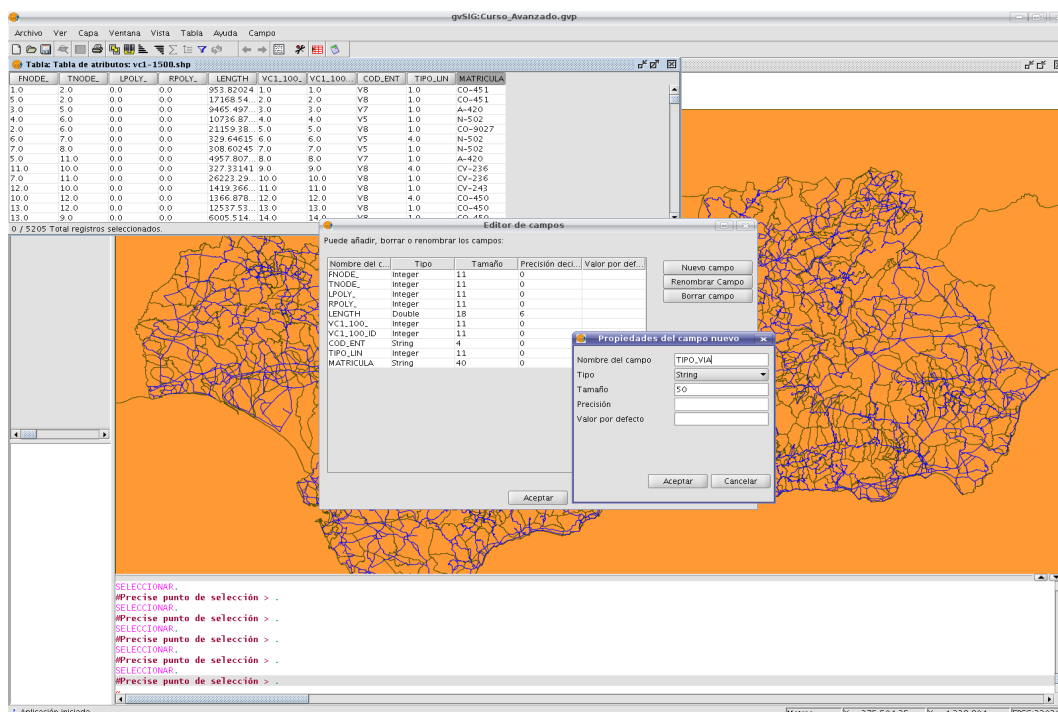 gvSIG:Curso_Avanzado.gvp
Archivo Ver Capa Ventana Vista Tabla Ayuda Campo
Tabla: Tabla de atributos: vc1-1500.shp
FNODE_ TNODE_ LPOLY_ RPOLY_ LENGTH VC1_100_ VC1_100... COD_ENT TIPO_LIN MATRICULA
1.0 2.0 0.0 0.0 953.82024 1.0 1.0 V8 1.0 CO-451
5.0 2.0 0.0 0.0 17168.54... 2.0 2.0 V8 1.0 CO-451
3.0 5.0 0.0 0.0 9465.497... 3.0 3.0 V7 1.0 A-420
4.0 6.0 0.0 0.0 10736.87... 4.0 4.0 V5 1.0 N-502
2.0 6.0 0.0 0.0 21159.38... 5.0 5.0 V8 1.0 CO-9027
6.0 7.0 0.0 0.0 329.64615 6.0 6.0 V5 4.0 N-502
7.0 8.0 0.0 0.0 308.60245 7.0 7.0 V5 1.0 N-502
5.0 11.0 0.0 0.0 4957.807... 8.0 8.0 V7 1.0 A-420
11.0 10.0 0.0 0.0 327.33141 9.0 9.0 V8 4.0 CV-236
7.0 11.0 0.0 0.0 26223.29... 10.0 10.0 V8 1.0 CV-236
12.0 10.0 0.0 0.0 1419.366... 11.0 11.0 V8 1.0 CV-243
10.0 12.0 0.0 0.0 1366.878... 12.0 12.0 V8 4.0 CO-450
13.0 12.0 0.0 0.0 12537.53... 13.0 13.0 V8 1.0 CO-450
13.0 9.0 0.0 0.0 6005.514... 14.0 14.0 V8 1.0 CO-450
0 / 5205 Total registros seleccionados.
Editor de campos
Puede añadir, borrar o renombrar los campos:
Nombre del c... Tipo Tamaño Precisión deci... Valor por def...
FNODE_ Integer 11 0
TNODE_ Integer 11 0
LPOLY_ Integer 11 0
RPOLY_ Integer 11 0
LENGTH Double 18 6
VC1_100_ Integer 11 0
VC1_100_ID Integer 11 0
COD_ENT String 4 0
TIPO_LIN Integer 11 0
MATRICULA String 40 0
Nuevo campo
Renombrar Campo
Borrar campo
Aceptar
Propiedades del campo nuevo
Nombre del campo TIPO_VIA
Tipo String
Tamaño 50
Precisión
Valor por defecto
Aceptar Cancelar
SELECCIONAR.
#Precise punto de selección > .
SELECCIONAR.
#Precise punto de selección > .
SELECCIONAR.
#Precise punto de selección > .
SELECCIONAR.
#Precise punto de selección > .
SELECCIONAR.
#Precise punto de selección > .
Aplicación iniciada